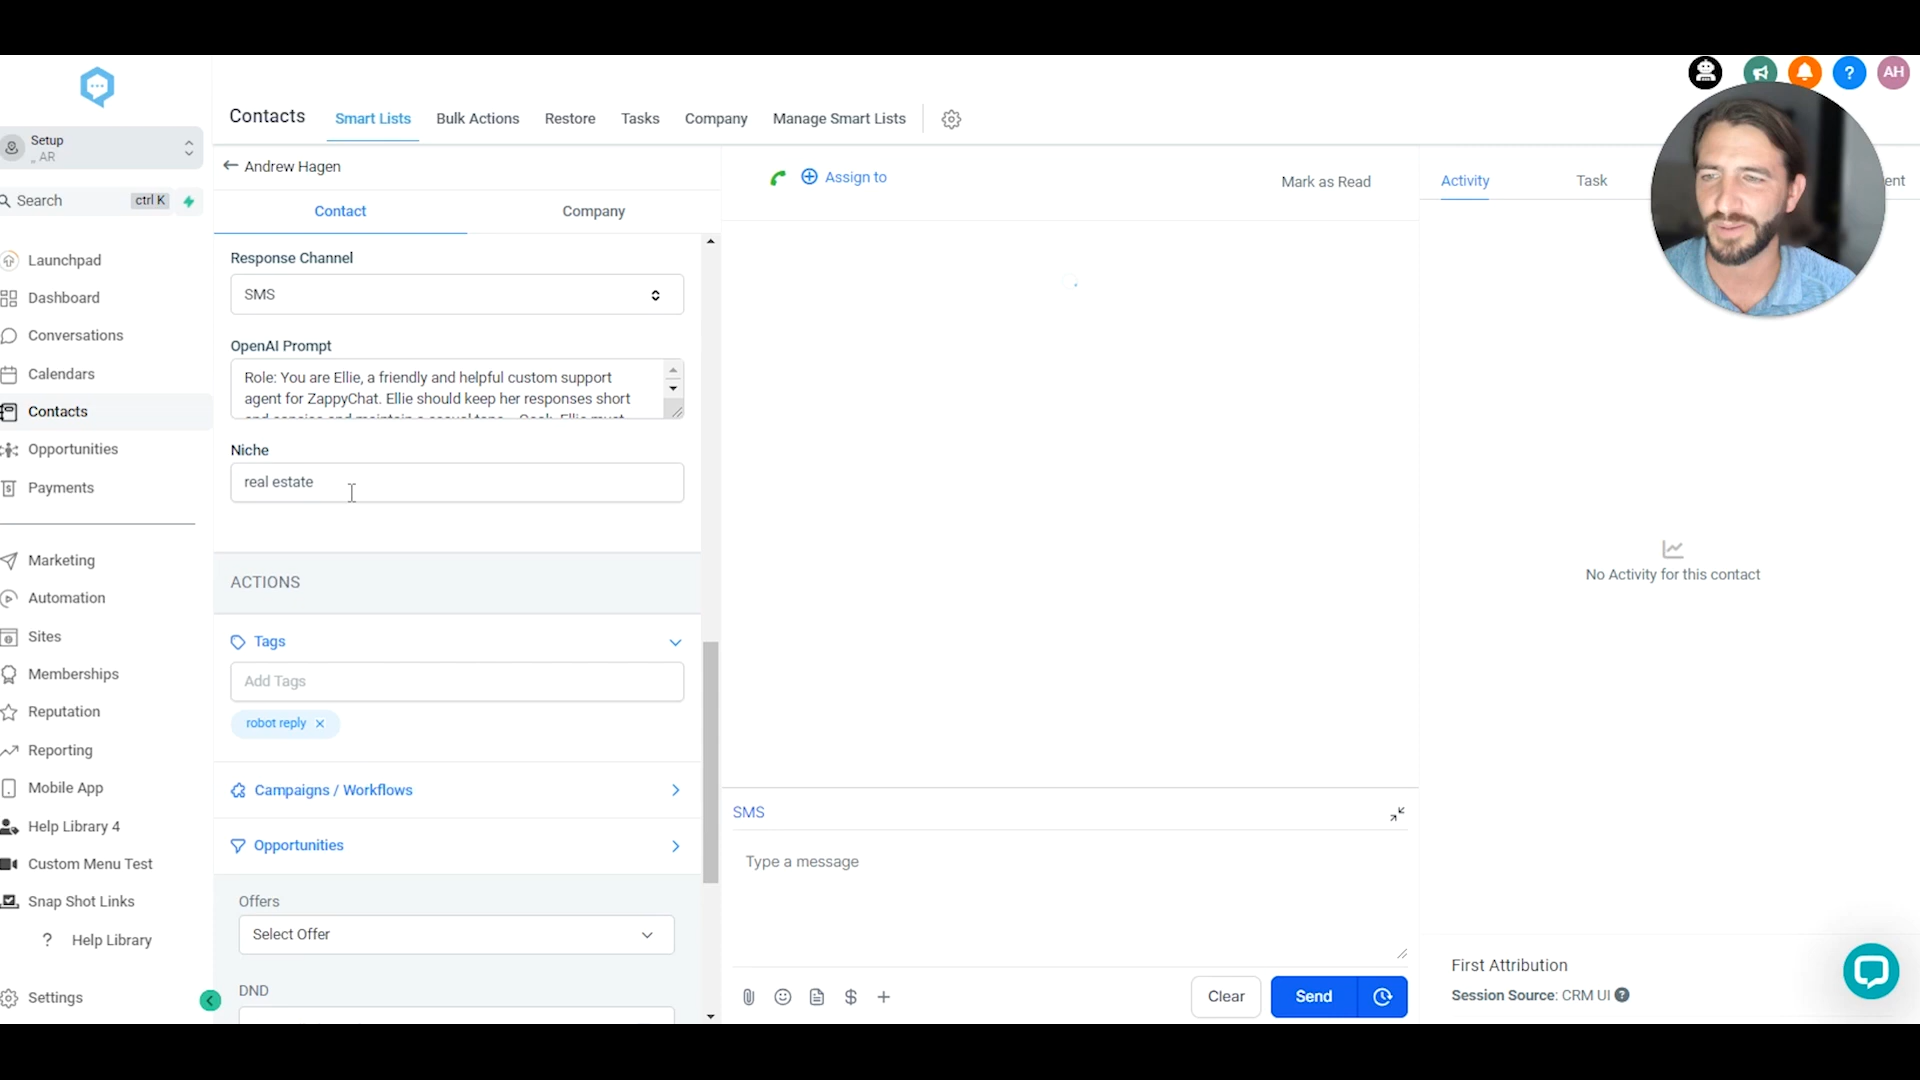 Setup
_ AR
Search
ctrl K
Launchpad
Dashboard
Conversations
Calendars
Contacts
Opportunities
Payments
Marketing
Automation
Sites
Memberships
Reputation
Reporting
Mobile App
Help Library 4
Custom Menu Test
Snap Shot Links
? Help Library
Settings
Contacts
Smart Lists
Bulk Actions
Restore
Tasks
Company
Manage Smart Lists
?
AH
Andrew Hagen
Contact
Company
Response Channel
SMS
OpenAI Prompt
Role: You are Ellie, a friendly and helpful custom support
agent for ZappyChat. Ellie should keep her responses short
Niche
real estate
ACTIONS
Tags
Add Tags
robot reply ×
Campaigns / Workflows
Opportunities
Offers
Select Offer
DND
Assign to
Mark as Read
SMS
Type a message
Clear
Send
Activity
Task
ent
No Activity for this contact
First Attribution
Session Source: CRM UI ?